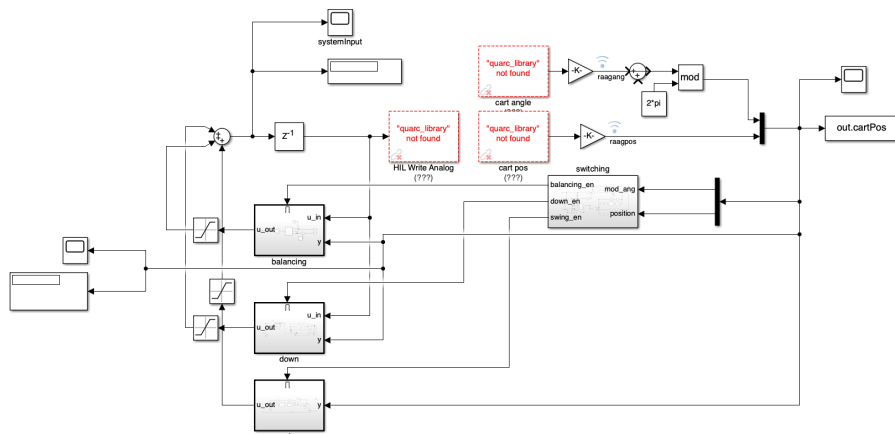 systemInput
"quarc_library"
not found
cart angle
(???)
-K-
raagang
mod
2*pi
out.cartPos
z-1
"quarc_library"
not found
HIL Write Analog
(???)
"quarc_library"
not found
cart pos
(???)
-K-
raagpos
switching
balancing_en
down_en
swing_en
mod_ang
position
u_out
u_in
y
balancing
u_out
u_in
y
down
u_out
y